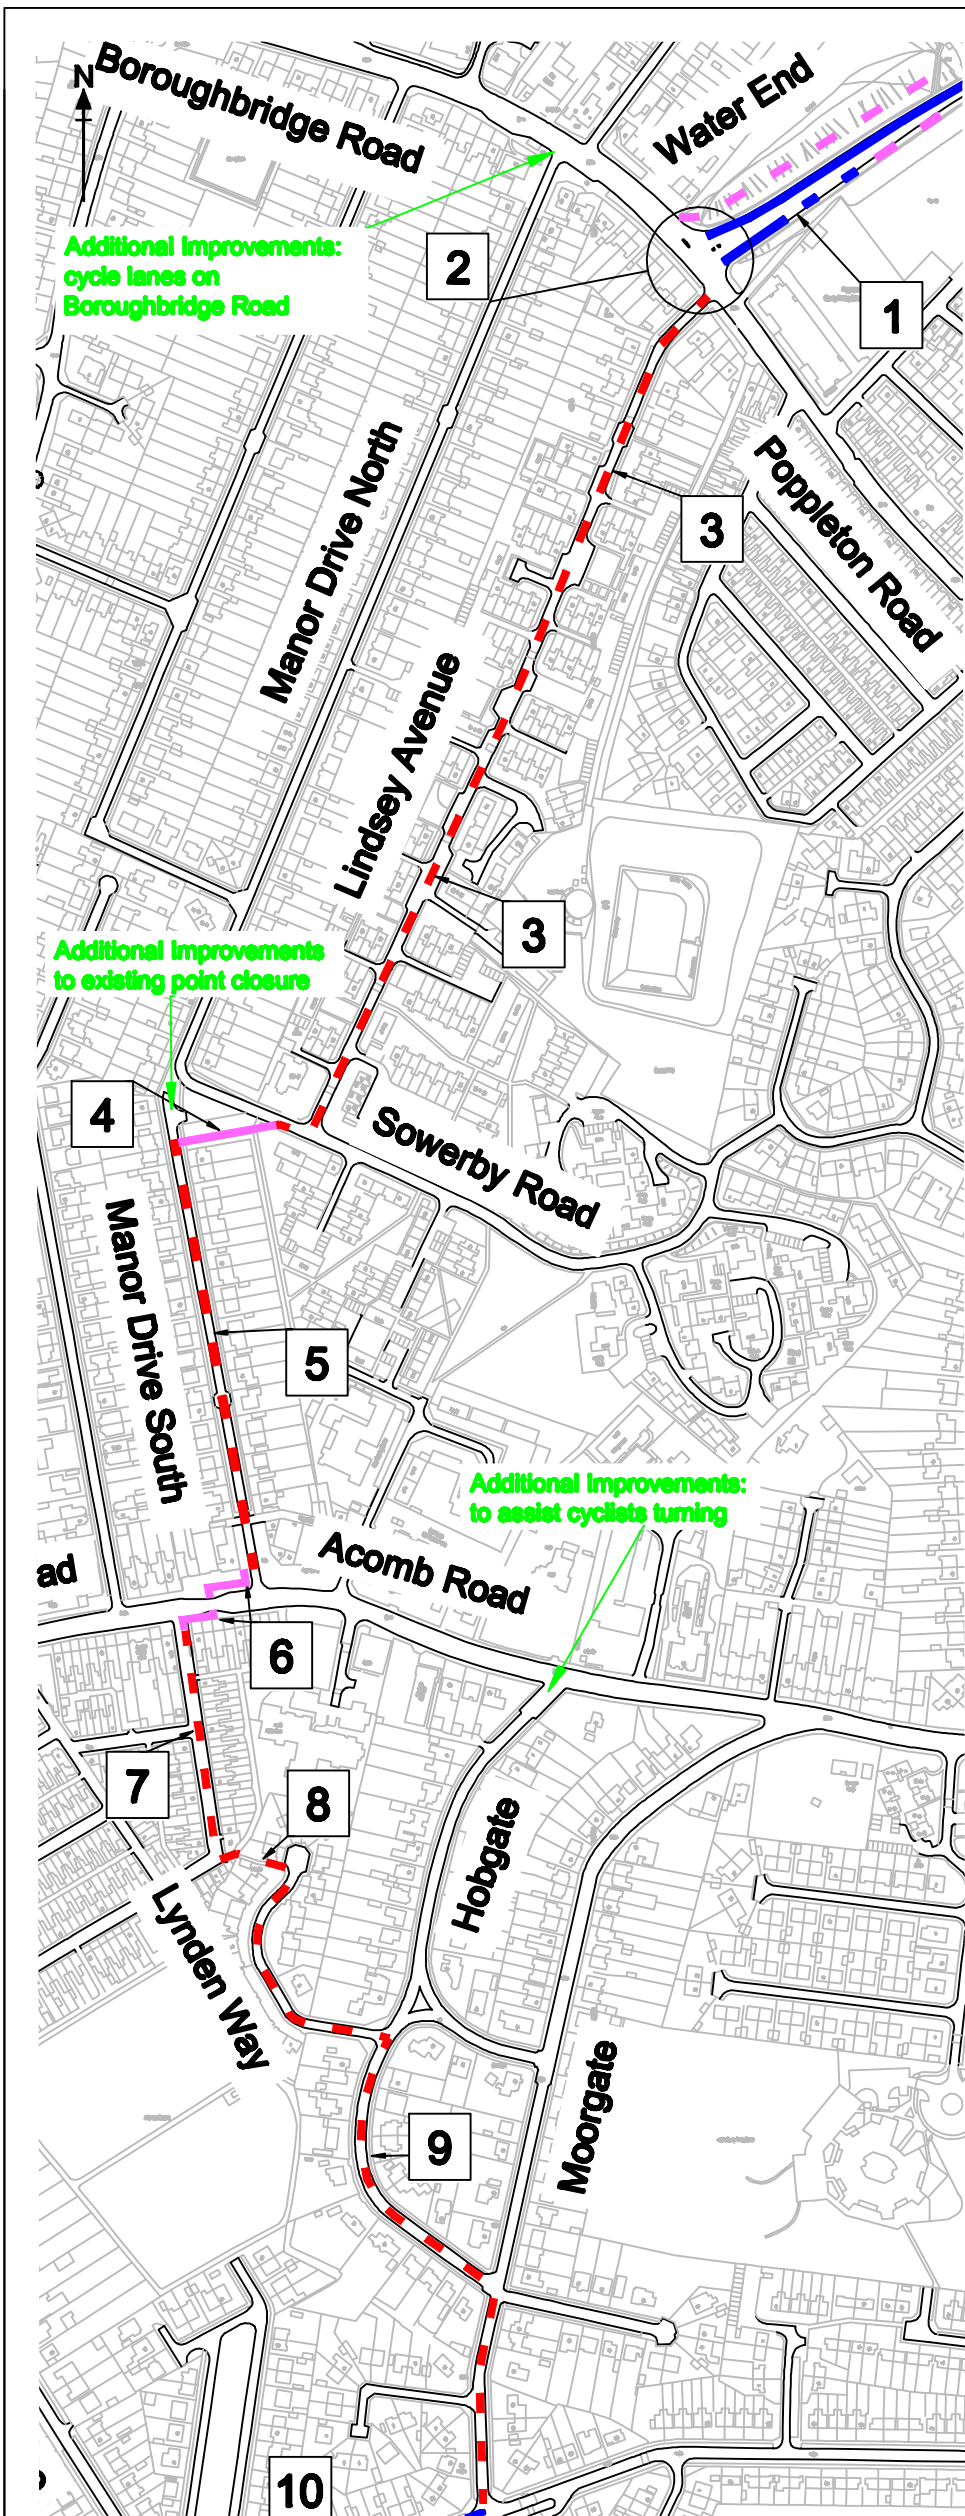 N
Boroughbridge Road
Water End
Additional Improvements:
cycle lanes on
Boroughbridge Road
2
1
Manor Drive North
3
Poppleton Road
Lindsey Avenue
3
Additional Improvements
to existing point closure
4
Sowerby Road
Manor Drive South
5
Additional Improvements:
to assist cyclists turning
Acomb Road
ad
6
7
8
Hobgate
Lynden Way
Moorgate
9
10